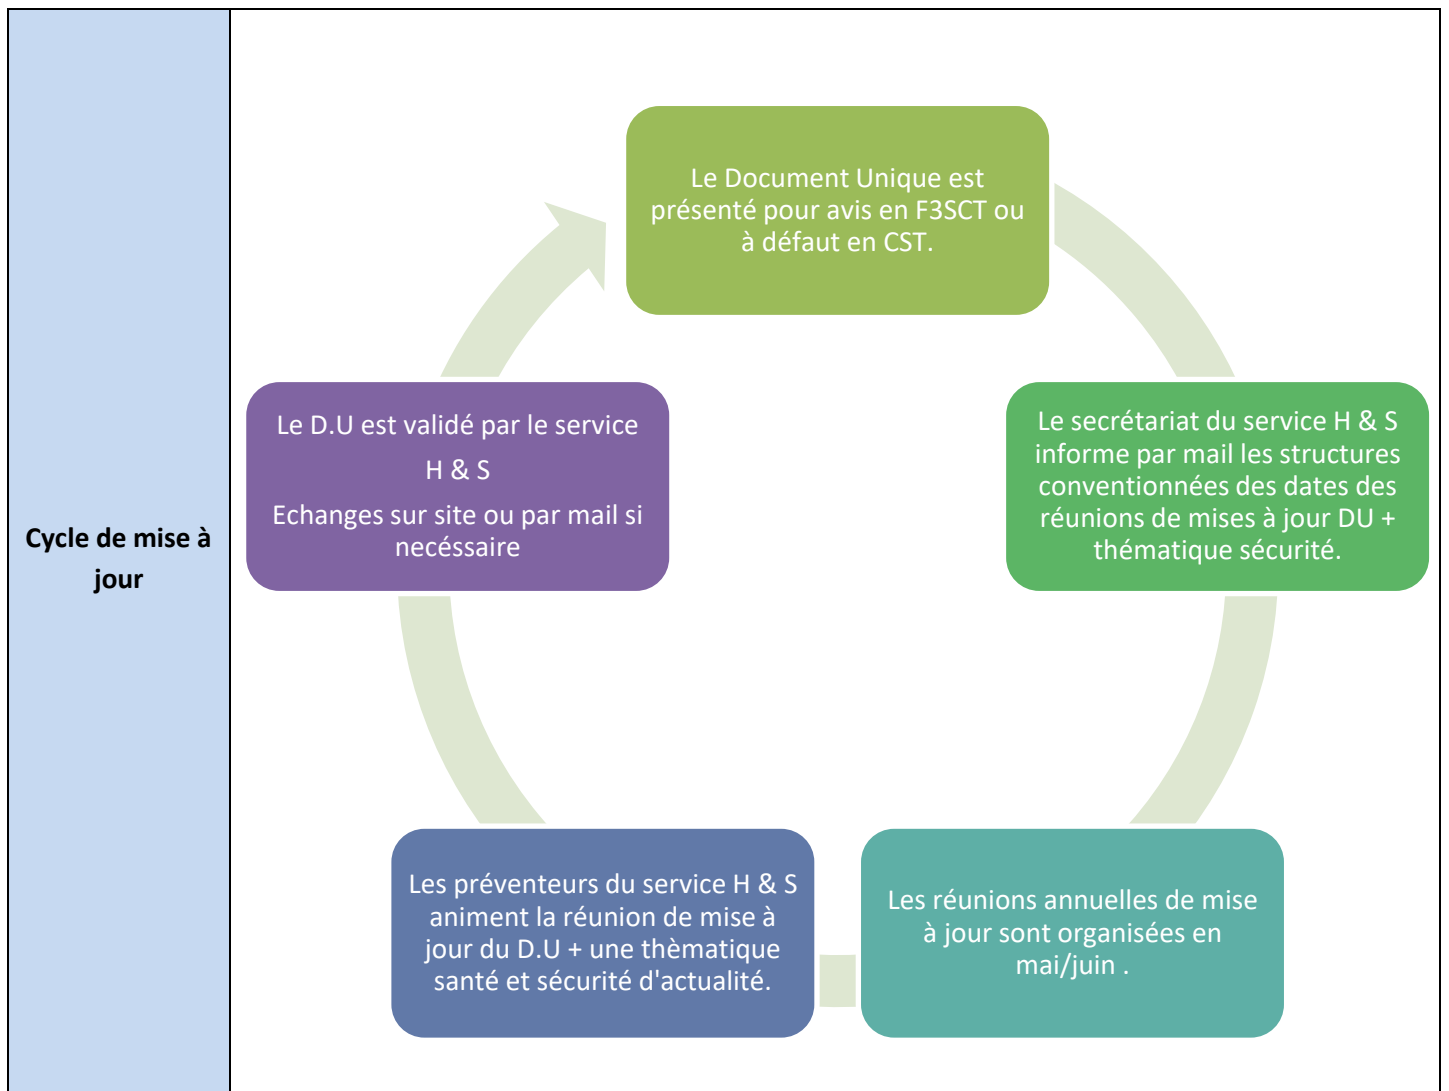 Cycle de mise à
jour
Le Document Unique est
présenté pour avis en F3SCT ou
à défaut en CST.
Le secrétariat du service H & S
informe par mail les structures
conventionnées des dates des
réunions de mises à jour DU +
thématique sécurité.
Les réunions annuelles de mise
à jour sont organisées en
mai/juin .
Les préventeurs du service H & S
animent la réunion de mise à
jour du D.U + une thèmatique
santé et sécurité d'actualité.
Le D.U est validé par le service
H & S
Echanges sur site ou par mail si
necéssaire